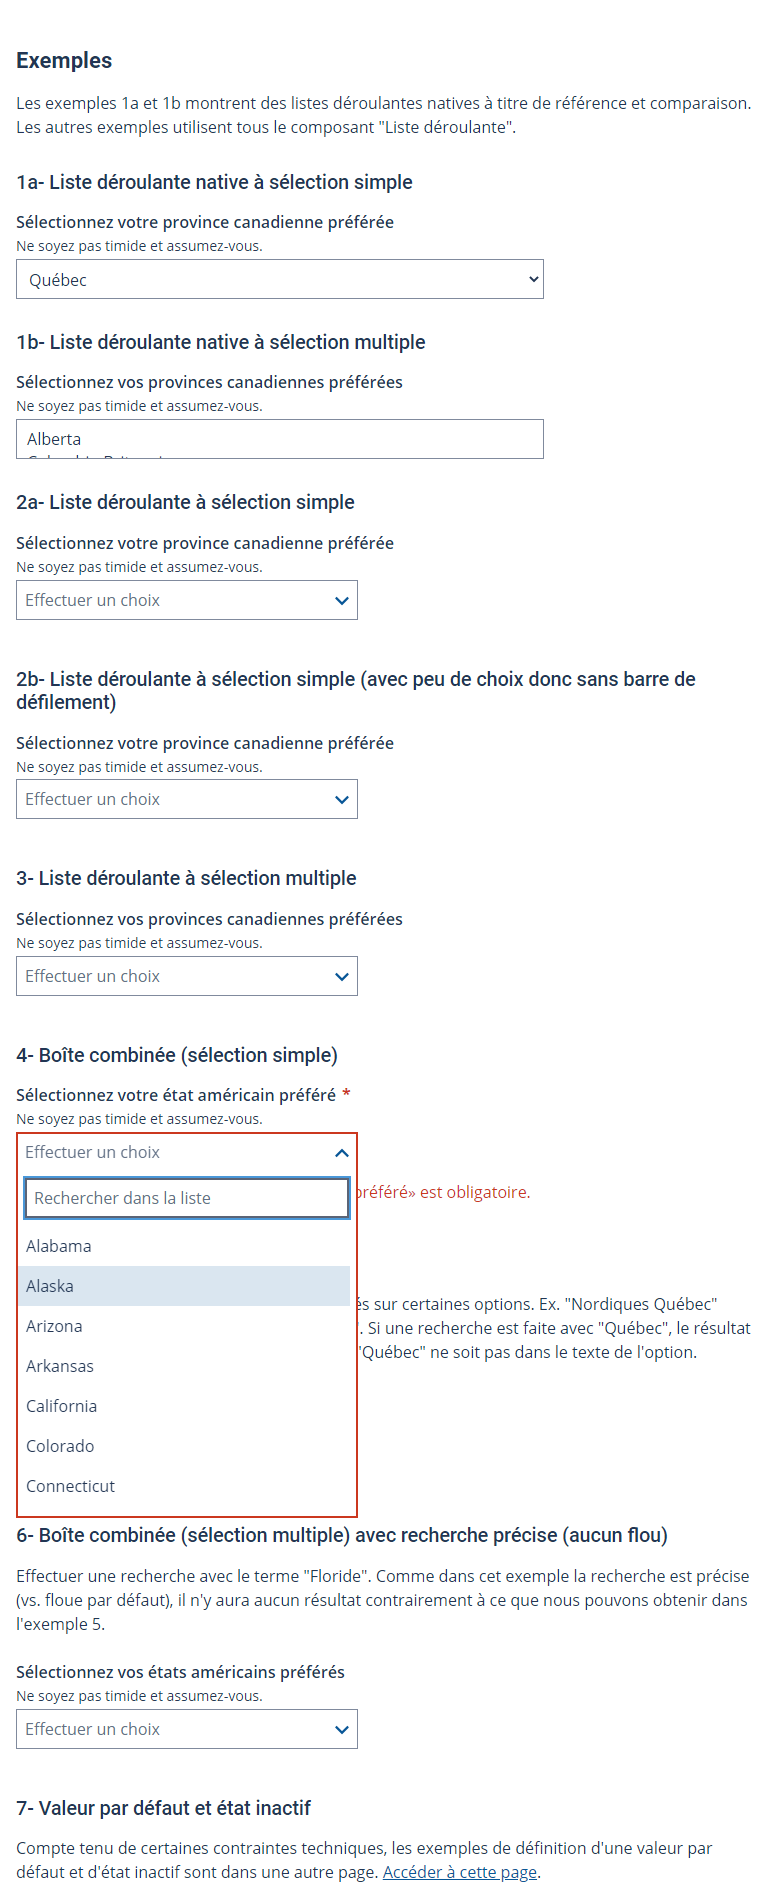 Exemples
Les exemples 1a et 1b montrent des listes déroulantes natives à titre de référence et comparaison.
Les autres exemples utilisent tous le composant "Liste déroulante".
1a- Liste déroulante native à sélection simple
Sélectionnez votre province canadienne préférée
Ne soyez pas timide et assumez-vous.
Québec
1b- Liste déroulante native à sélection multiple
Sélectionnez vos provinces canadiennes préférées
Ne soyez pas timide et assumez-vous.
Alberta
2a- Liste déroulante à sélection simple
Sélectionnez votre province canadienne préférée
Ne soyez pas timide et assumez-vous.
Effectuer un choix
2b- Liste déroulante à sélection simple (avec peu de choix donc sans barre de
défilement)
Sélectionnez votre province canadienne préférée
Ne soyez pas timide et assumez-vous.
Effectuer un choix
3- Liste déroulante à sélection multiple
Sélectionnez vos provinces canadiennes préférées
Ne soyez pas timide et assumez-vous.
Effectuer un choix
4- Boîte combinée (sélection simple)
Sélectionnez votre état américain préféré *
Ne soyez pas timide et assumez-vous.
Effectuer un choix
préféré» est obligatoire.
Rechercher dans la liste
Alabama
Alaska
és sur certaines options. Ex. "Nordiques Québec"
Arizona
". Si une recherche est faite avec "Québec", le résultat
"Québec" ne soit pas dans le texte de l'option.
Arkansas
California
Colorado
Connecticut
6- Boîte combinée (sélection multiple) avec recherche précise (aucun flou)
Effectuer une recherche avec le terme "Floride". Comme dans cet exemple la recherche est précise
(vs. floue par défaut), il n'y aura aucun résultat contrairement à ce que nous pouvons obtenir dans
l'exemple 5.
Sélectionnez vos états américains préférés
Ne soyez pas timide et assumez-vous.
Effectuer un choix
7- Valeur par défaut et état inactif
Compte tenu de certaines contraintes techniques, les exemples de définition d'une valeur par
défaut et d'état inactif sont dans une autre page. Accéder à cette page.